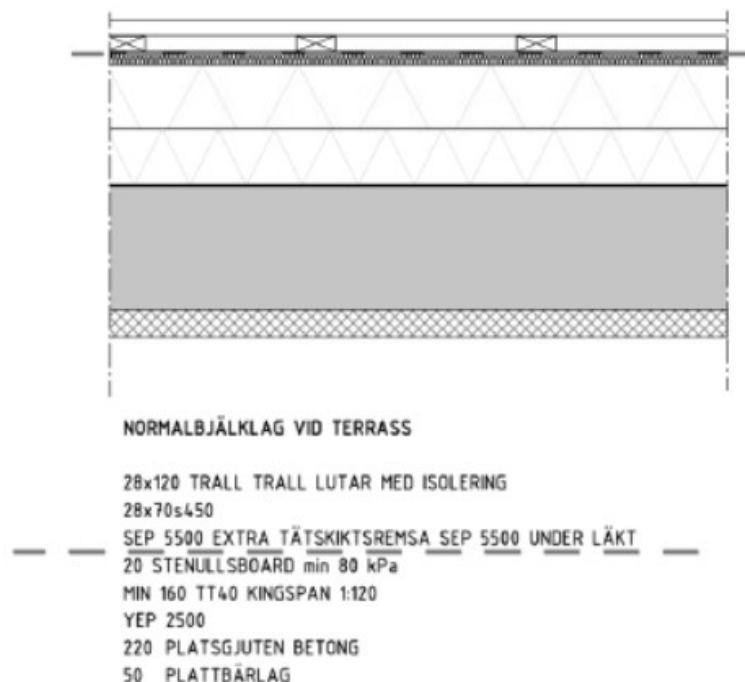 NORMALBJÄLKLAG VID TERRASS
28x120 TRALL TRALL LUTAR MED ISOLERING
28x70s450
SEP 5500 EXTRA TÄTSKIKTSREMSA SEP 5500 UNDER LÄKT
20 STENULLSBOARD min 80 kPa
MIN 160 TT40 KINGSPAN 1:120
YEP 2500
220 PLATSGJUTEN BETONG
50 PLATTBÄRLAG